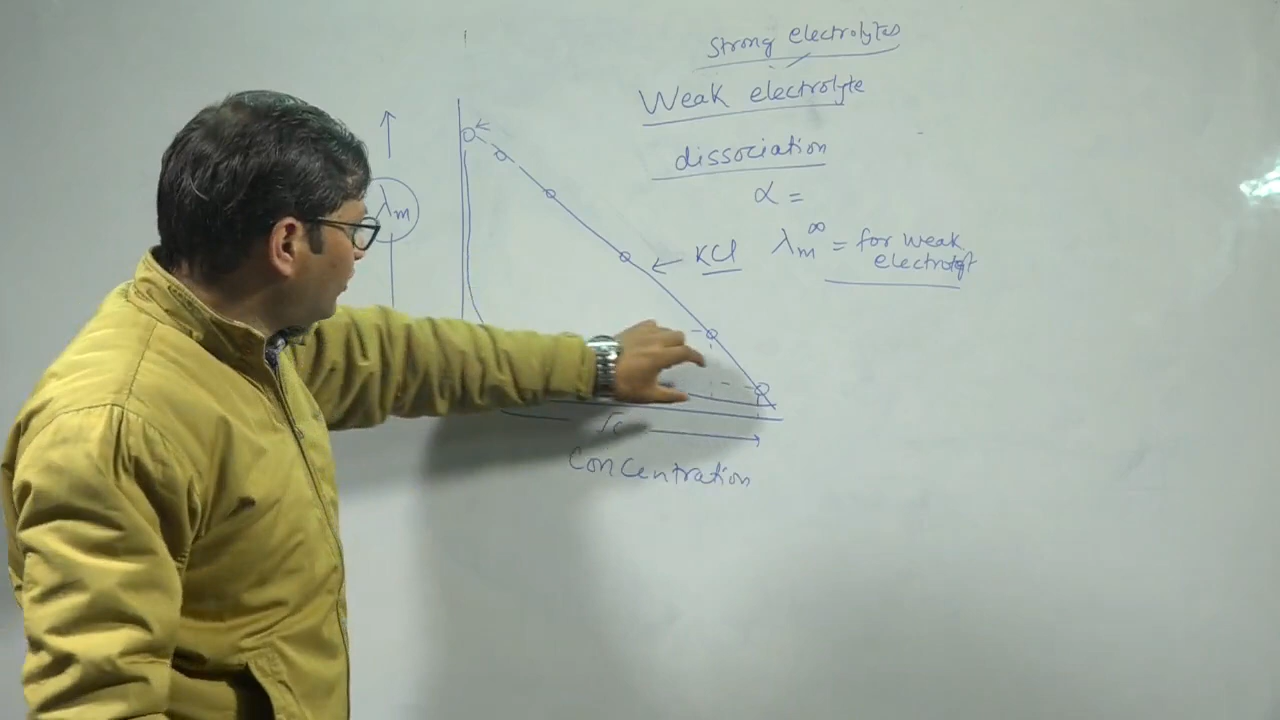 Strong electrolytes
Weak electrolyte
dissociation
α =
λm
KCl
λm∞ = for weak
electrolyt
√c
Concentration